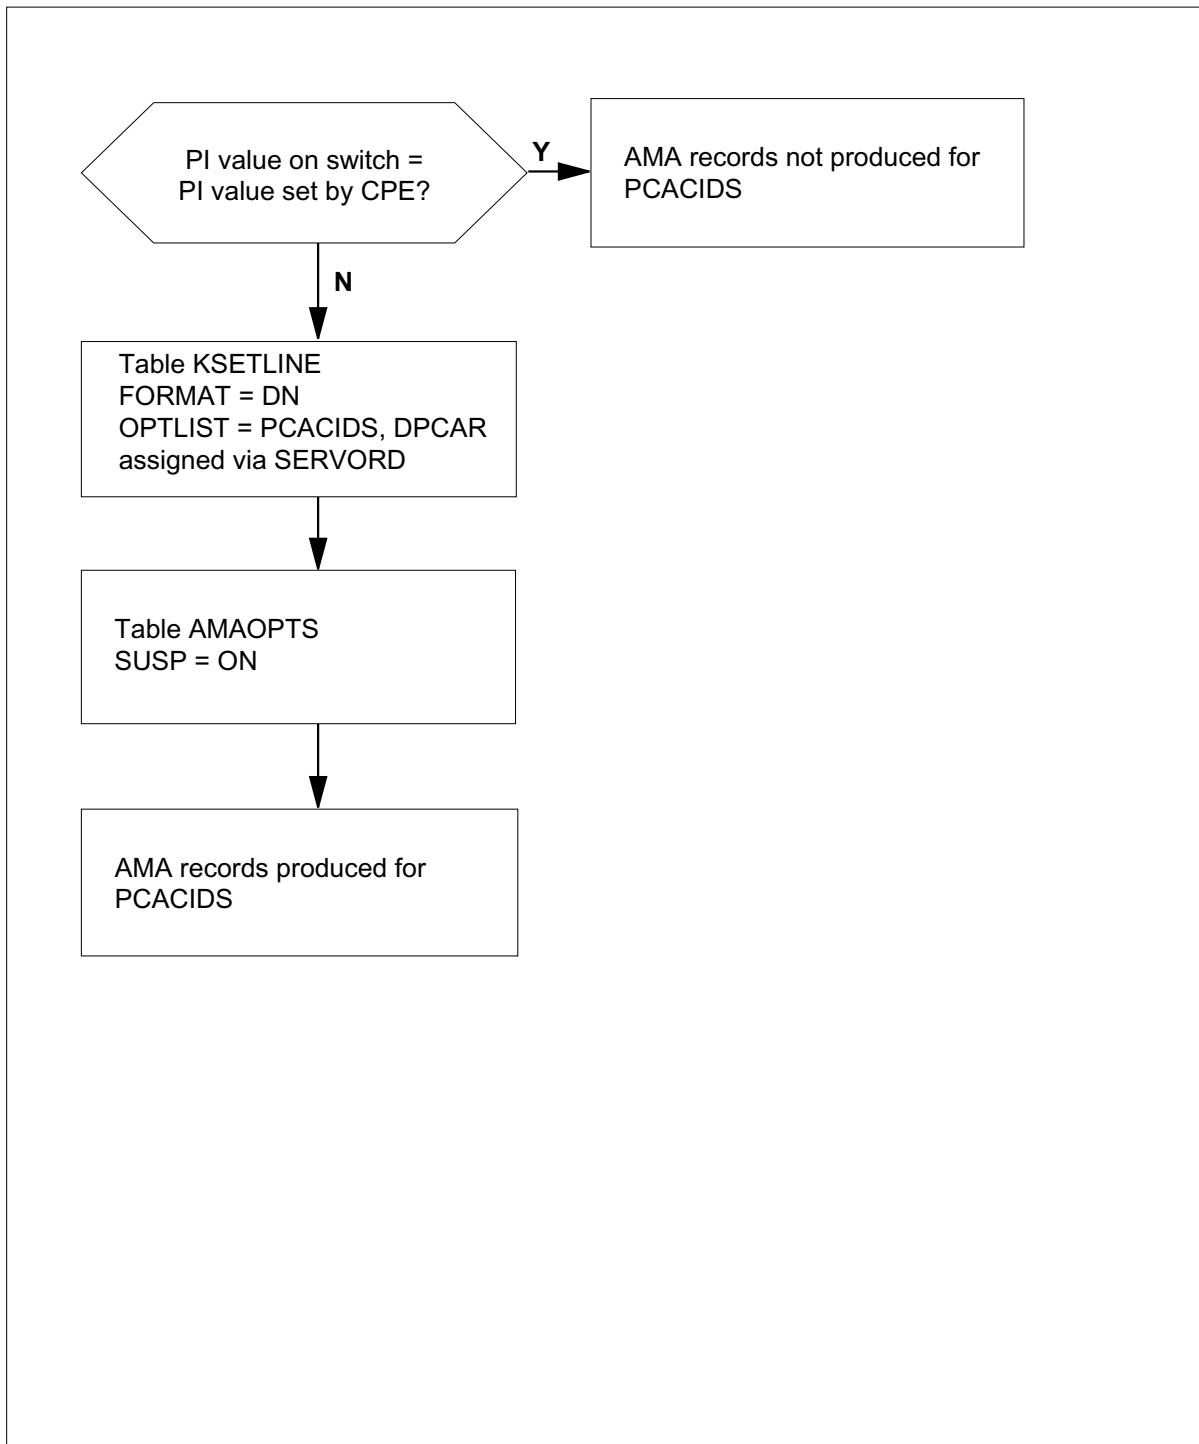 PI value on switch =
PI value set by CPE?
Y
AMA records not produced for
PCACIDS
N
Table KSETLINE
FORMAT = DN
OPTLIST = PCACIDS, DPCAR
assigned via SERVORD
Table AMAOPTS
SUSP = ON
AMA records produced for
PCACIDS